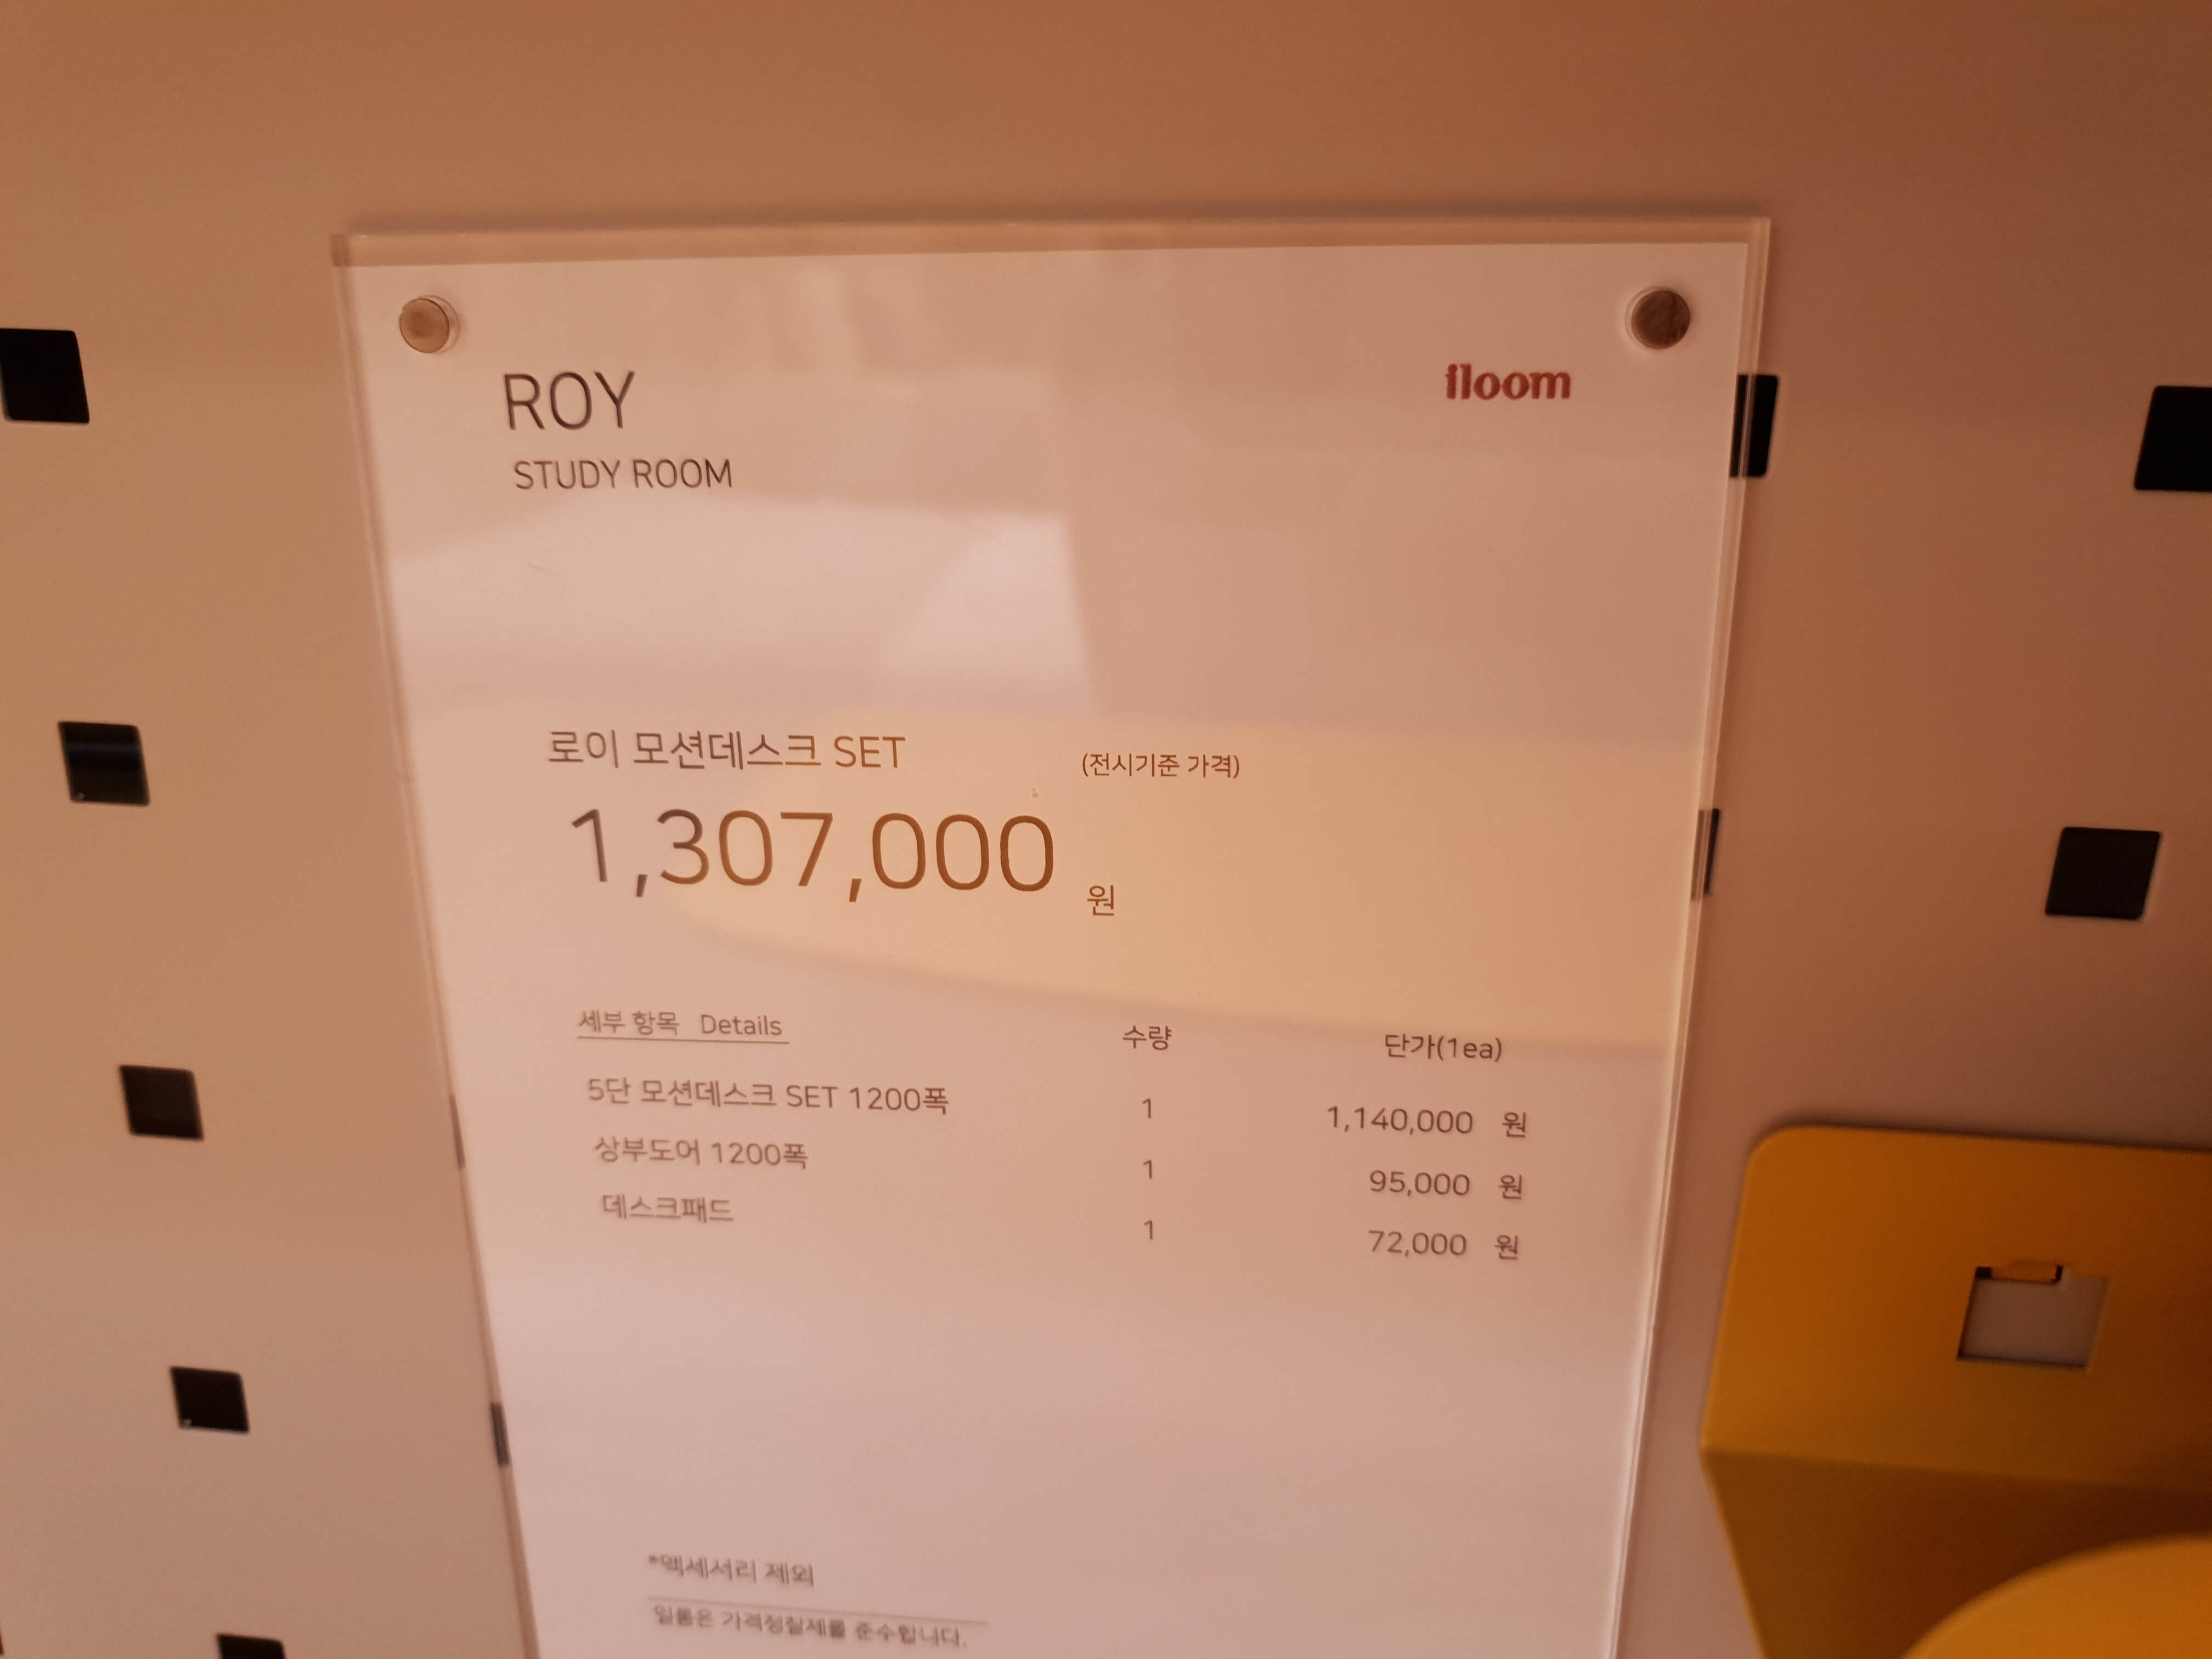 ROY
iloom
STUDY ROOM
로이 모션데스크 SET (전시기준 가격)
1,307,000 원
세부 항목 Details 수량 단가(1ea)
5단 모션데스크 SET 1200폭 1 1,140,000 원
상부도어 1200폭 1 95,000 원
데스크패드 1 72,000 원
*액세서리 제외
일룸은 가격정찰제를 준수합니다.